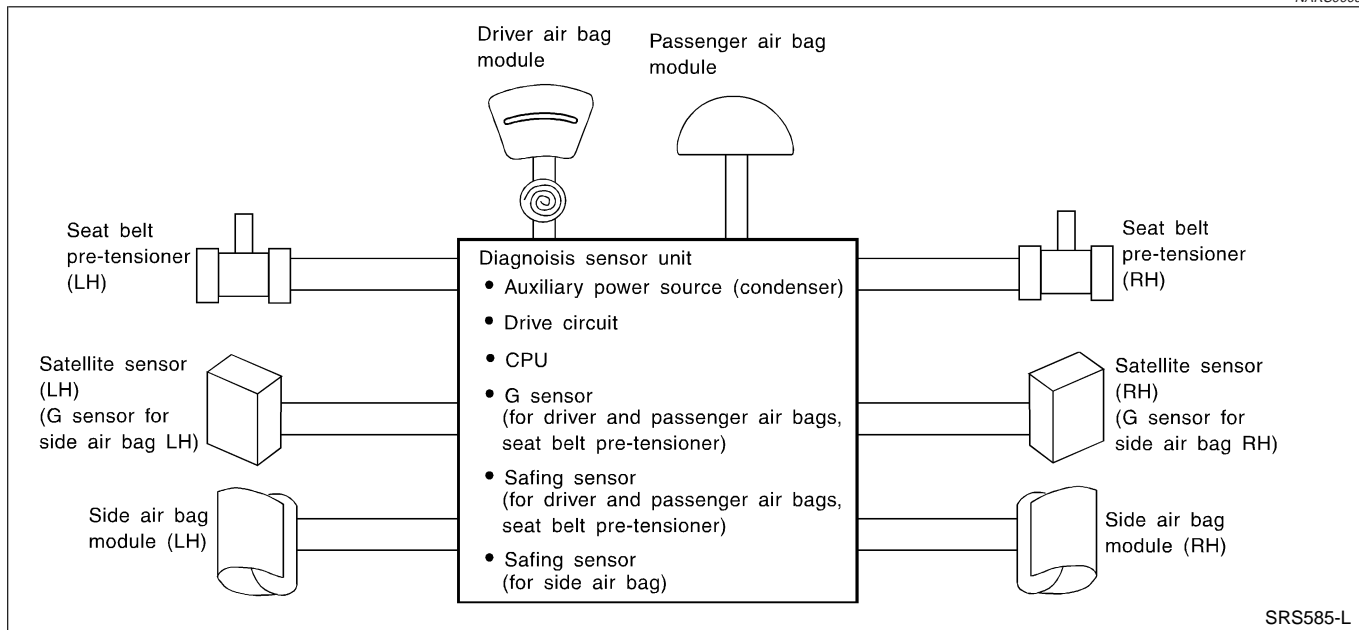 Driver air bag
module
Passenger air bag
module
Seat belt
pre-tensioner
(LH)
Seat belt
pre-tensioner
(RH)
Diagnoisis sensor unit
• Auxiliary power source (condenser)
• Drive circuit
• CPU
• G sensor
(for driver and passenger air bags,
seat belt pre-tensioner)
• Safing sensor
(for driver and passenger air bags,
seat belt pre-tensioner)
• Safing sensor
(for side air bag)
Satellite sensor
(LH)
(G sensor for
side air bag LH)
Satellite sensor
(RH)
(G sensor for
side air bag RH)
Side air bag
module (LH)
Side air bag
module (RH)
SRS585-L